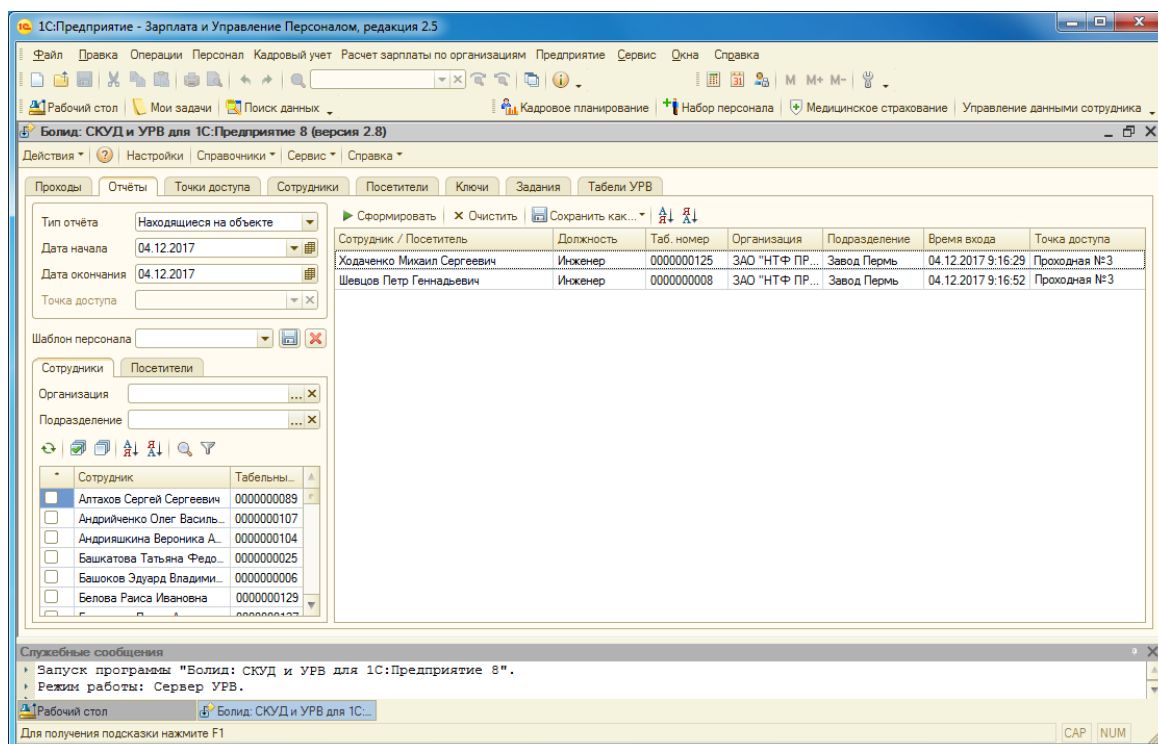 1С:Предприятие - Зарплата и Управление Персоналом, редакция 2.5
Файл Правка Операции Персонал Кадровый учет Расчет зарплаты по организациям Предприятие Сервис Окна Справка
M M+ M-
Рабочий стол Мои задачи Поиск данных Кадровое планирование Набор персонала Медицинское страхование Управление данными сотрудника
Болид: СКУД и УРВ для 1С:Предприятие 8 (версия 2.8)
Действия Настройки Справочники Сервис Справка
Проходы Отчёты Точки доступа Сотрудники Посетители Ключи Задания Табели УРВ
Тип отчёта Находящиеся на объекте
Дата начала 04.12.2017
Дата окончания 04.12.2017
Точка доступа
Шаблон персонала
Сотрудники Посетители
Организация ...
Подразделение ...
* Сотрудник Табельны...
Алтахов Сергей Сергеевич 0000000089
Андрийченко Олег Василь... 0000000107
Андрияшкина Вероника А... 0000000104
Башкатова Татьяна Федо... 0000000025
Башоков Эдуард Владими... 0000000006
Белова Раиса Ивановна 0000000129
Сформировать Очистить Сохранить как...
Сотрудник / Посетитель Должность Таб. номер Организация Подразделение Время входа Точка доступа
Ходаченко Михаил Сергеевич Инженер 0000000125 ЗАО "НТФ ПР... Завод Пермь 04.12.2017 9:16:29 Проходная №3
Шевцов Петр Геннадьевич Инженер 0000000008 ЗАО "НТФ ПР... Завод Пермь 04.12.2017 9:16:52 Проходная №3
Служебные сообщения
Запуск программы "Болид: СКУД и УРВ для 1С:Предприятие 8".
Режим работы: Сервер УРВ.
Рабочий стол Болид: СКУД и УРВ для 1С:...
Для получения подсказки нажмите F1 CAP NUM